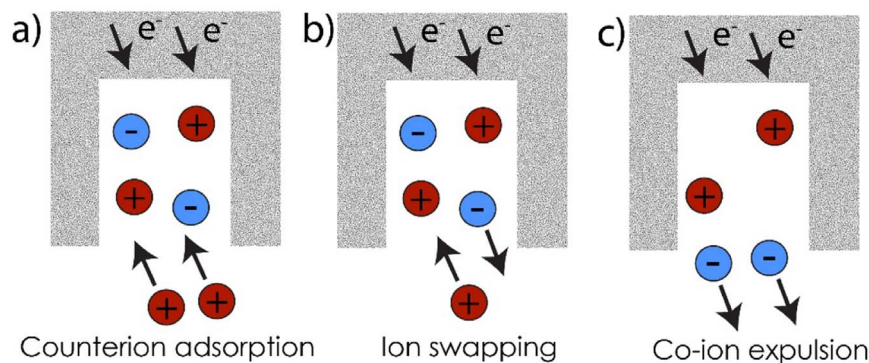 a)
e⁻
e⁻
- +
+ -
+ +
Counterion adsorption
b)
e⁻
e⁻
- +
+ -
+
Ion swapping
c)
e⁻
e⁻
+
+
- -
Co-ion expulsion